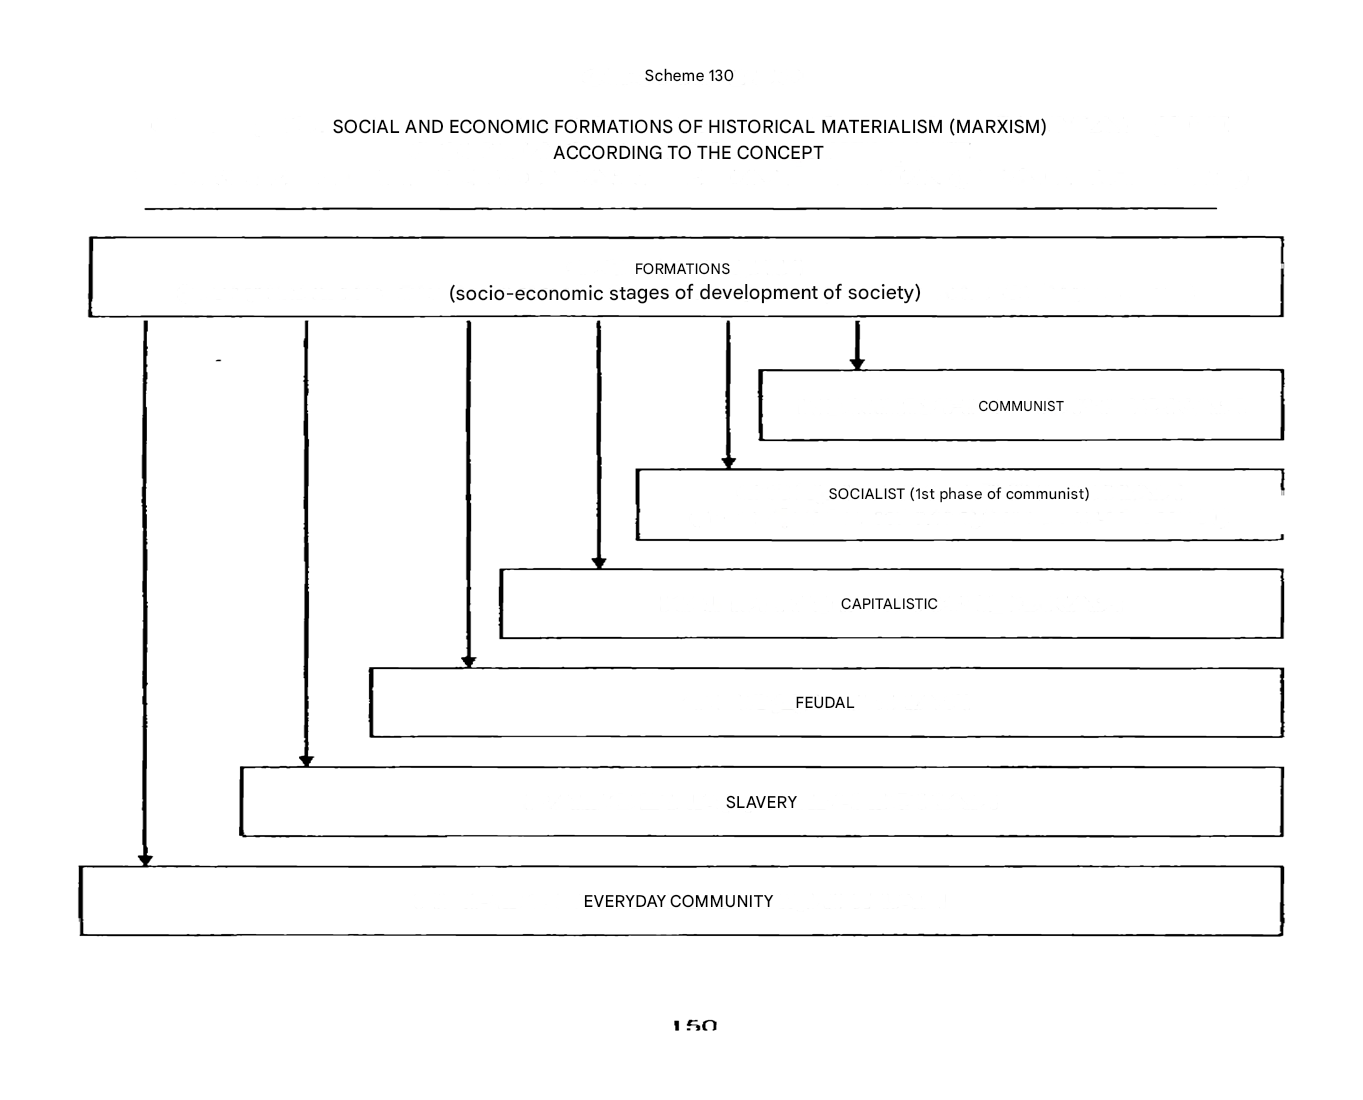 Scheme 130
SOCIAL AND ECONOMIC FORMATIONS OF HISTORICAL MATERIALISM (MARXISM)
ACCORDING TO THE CONCEPT
FORMATIONS
(socio-economic stages of development of society)
COMMUNIST
SOCIALIST (1st phase of communist)
CAPITALISTIC
FEUDAL
SLAVERY
EVERYDAY COMMUNITY
150